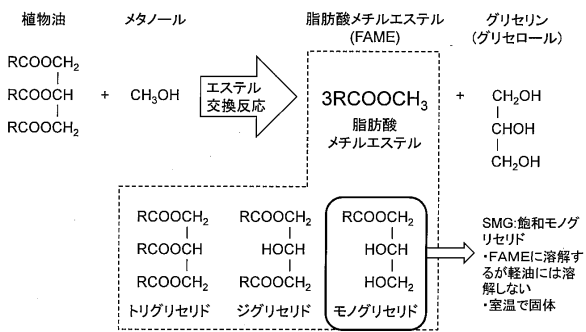 植物油
メタノール
脂肪酸メチルエステル
(FAME)
グリセリン
(グリセロール)
RCOOCH2
RCOOCH
RCOOCH2
+
CH3OH
エステル
交換反応
3RCOOCH3
脂肪酸
メチルエステル
+
CH2OH
CHOH
CH2OH
RCOOCH2
RCOOCH
RCOOCH2
トリグリセリド
RCOOCH2
HOCH
RCOOCH2
ジグリセリド
RCOOCH2
HOCH
HOCH2
モノグリセリド
SMG:飽和モノグ
リセリド
・FAMEに溶解す
るが軽油には溶
解しない
・室温で固体